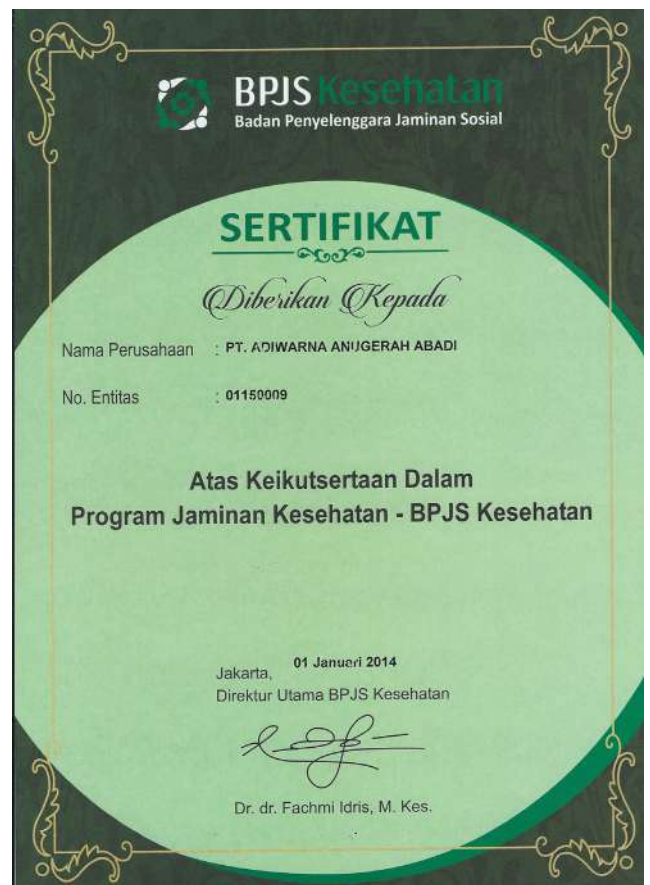 BPJS Kesehatan
Badan Penyelenggara Jaminan Sosial
SERTIFIKAT
Diberikan Kepada
Nama Perusahaan : PT. ADIWARNA ANUGERAH ABADI
No. Entitas : 01150009
Atas Keikutsertaan Dalam
Program Jaminan Kesehatan - BPJS Kesehatan
Jakarta, 01 Januari 2014
Direktur Utama BPJS Kesehatan
Dr. dr. Fachmi Idris, M. Kes.